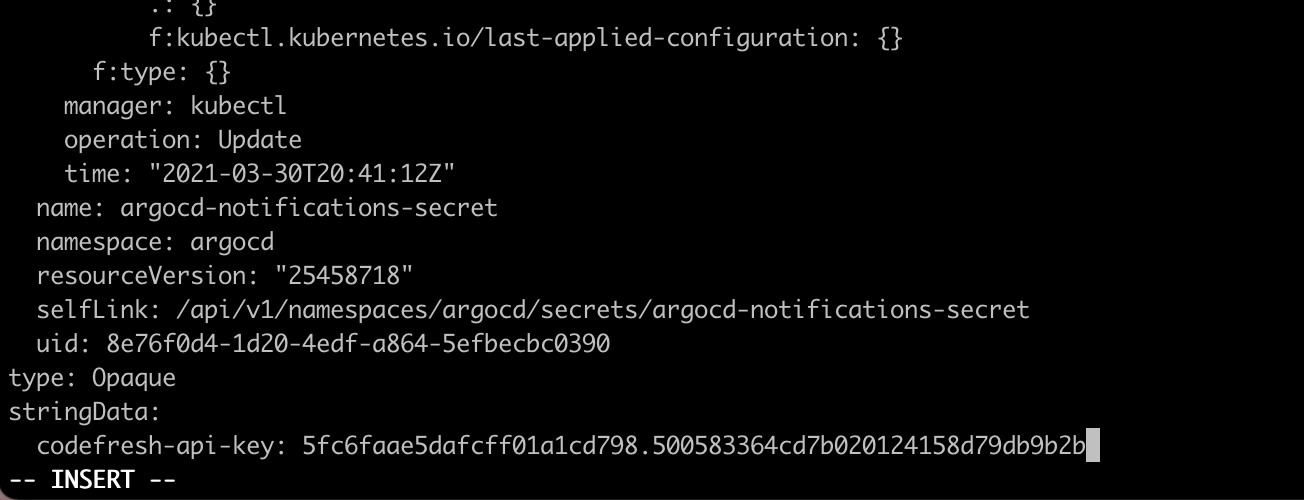 .: {}
f:kubectl.kubernetes.io/last-applied-configuration: {}
f:type: {}
manager: kubectl
operation: Update
time: "2021-03-30T20:41:12Z"
name: argocd-notifications-secret
namespace: argocd
resourceVersion: "25458718"
selfLink: /api/v1/namespaces/argocd/secrets/argocd-notifications-secret
uid: 8e76f0d4-1d20-4edf-a864-5efbecbc0390
type: Opaque
stringData:
codefresh-api-key: 5fc6faae5dafcff01a1cd798.500583364cd7b020124158d79db9b2b
-- INSERT --